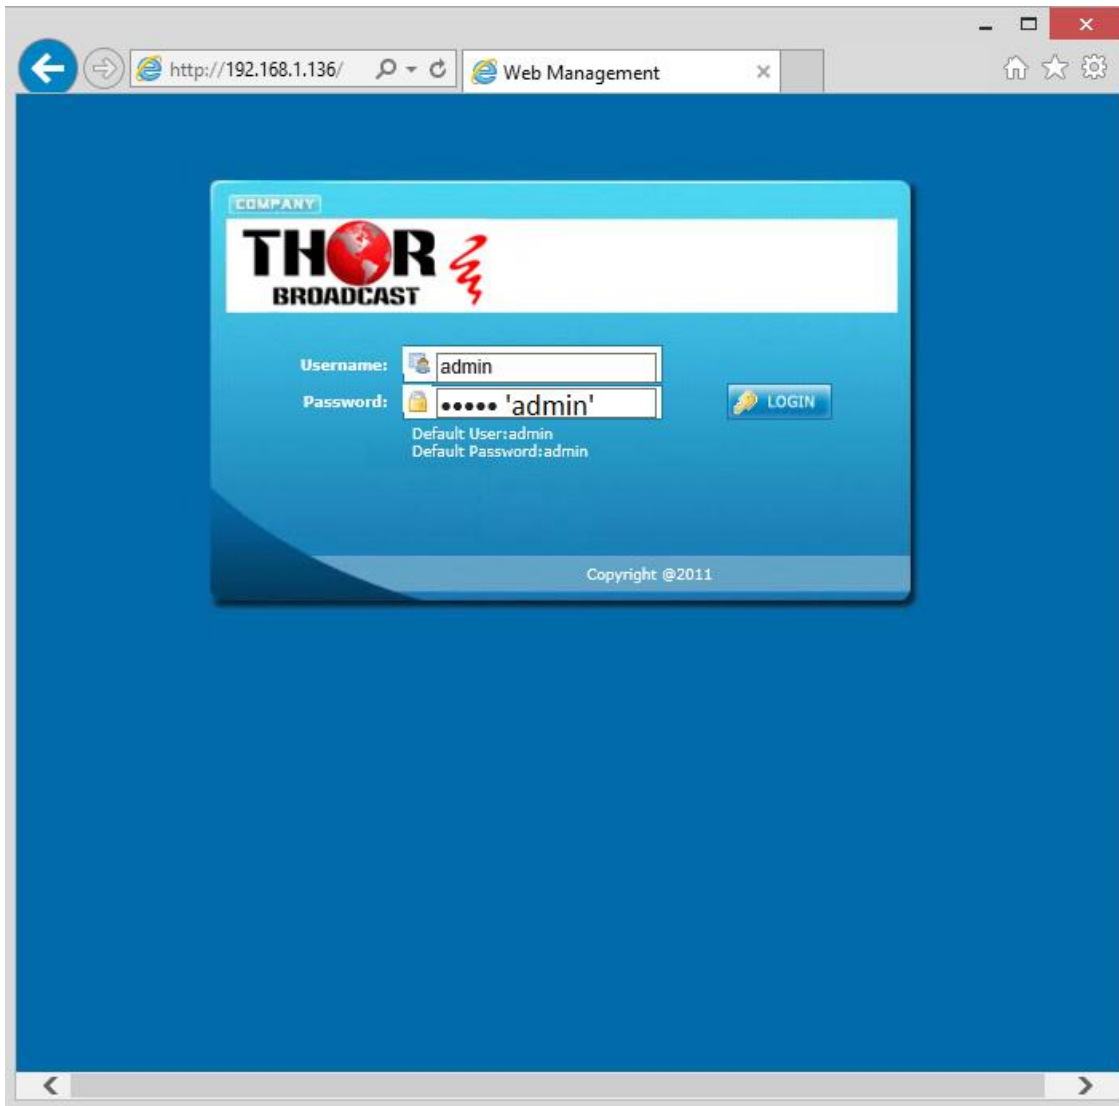 http://192.168.1.136/
Web Management
COMPANY
THOR
BROADCAST
Username:
admin
Password:
••••• 'admin'
LOGIN
Default User:admin
Default Password:admin
Copyright @2011